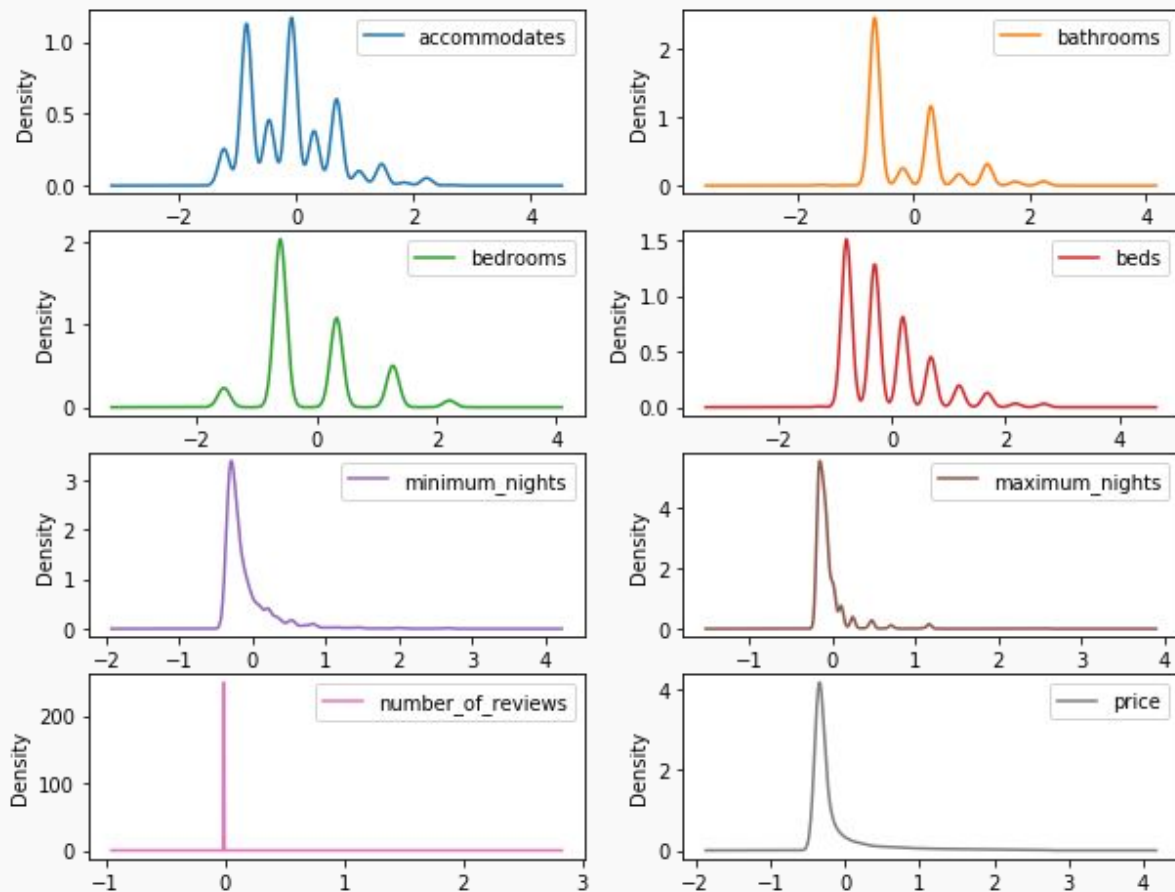 accommodates
Density
1.0
0.5
0.0
−2 0 2 4
bathrooms
Density
2
1
0
−2 0 2 4
bedrooms
Density
2
1
0
−2 0 2 4
beds
Density
1.5
1.0
0.5
0.0
−2 0 2 4
minimum_nights
Density
3
2
1
0
−2 −1 0 1 2 3 4
maximum_nights
Density
4
2
0
−1 0 1 2 3 4
number_of_reviews
Density
200
100
0
−1 0 1 2 3
price
Density
4
2
0
−2 −1 0 1 2 3 4